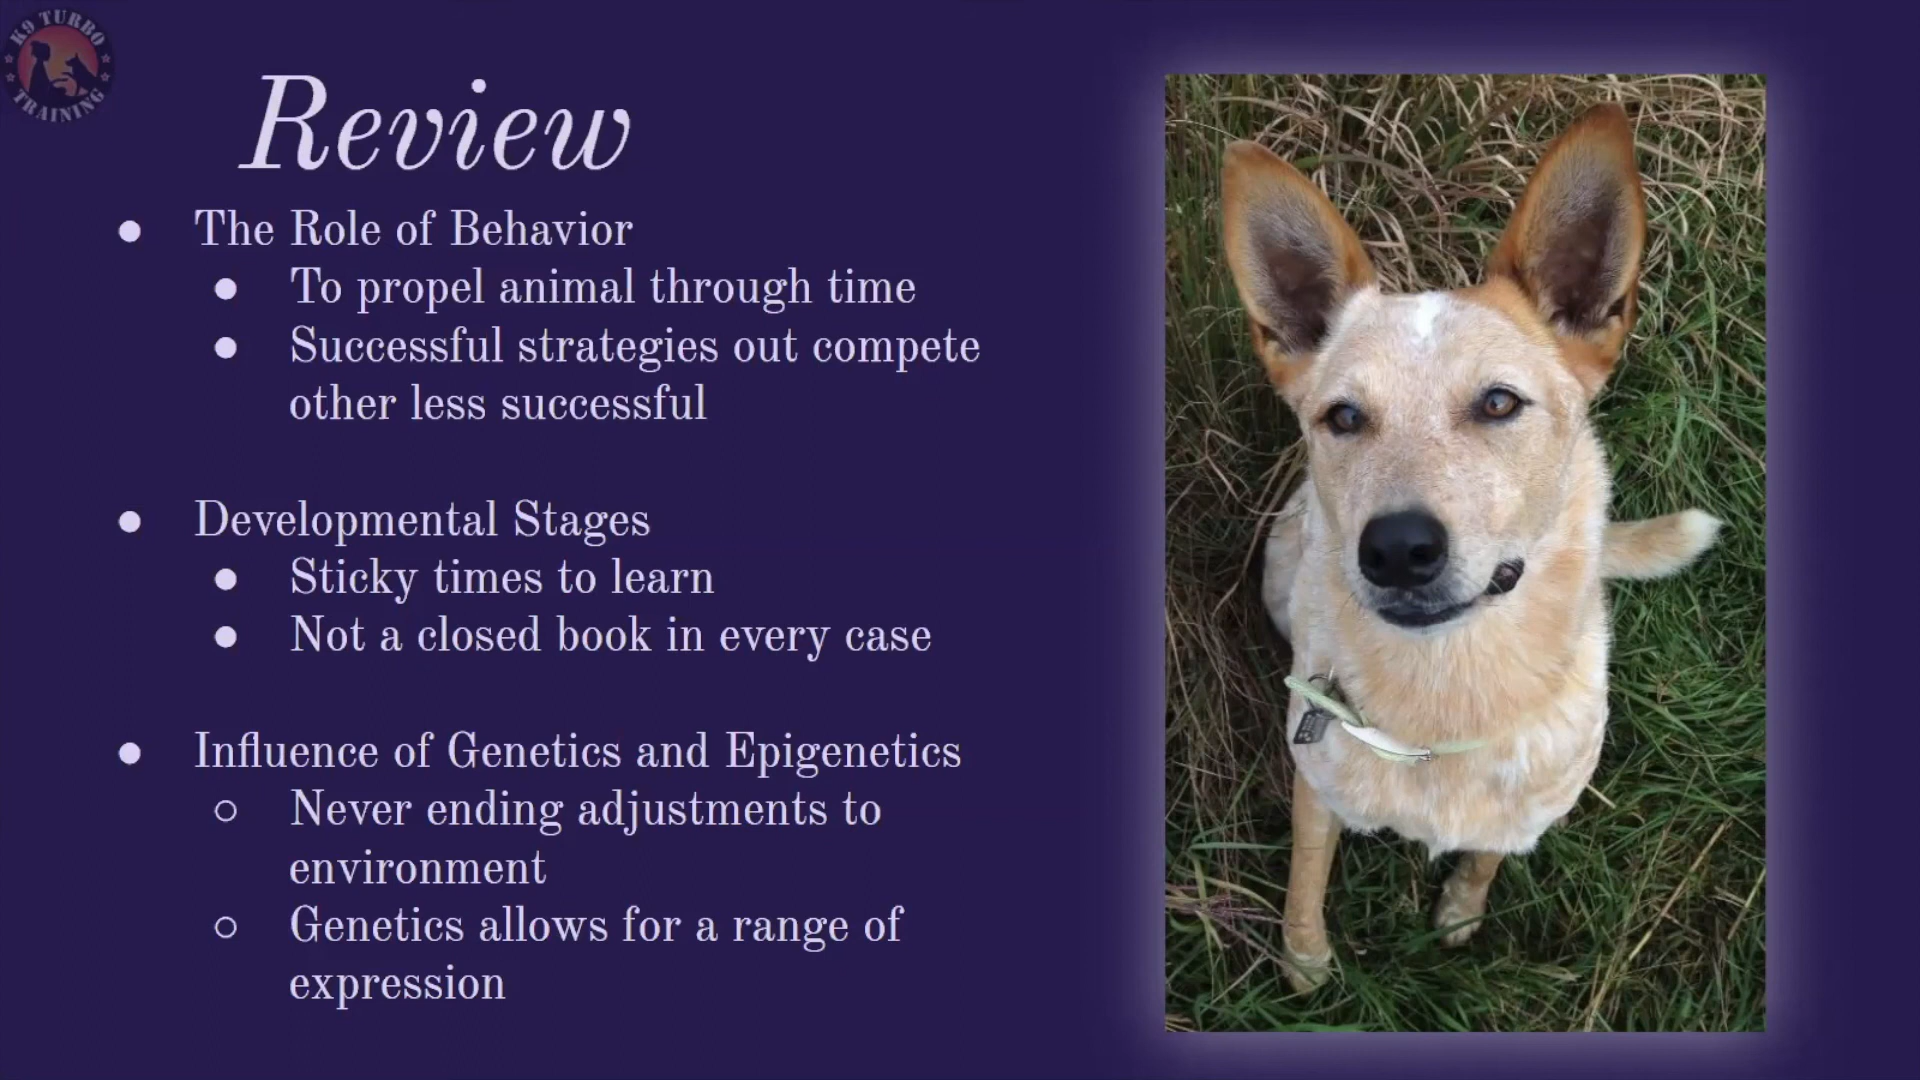 K9 TURBO
TRAINING
Review
● The Role of Behavior
● To propel animal through time
● Successful strategies out compete
other less successful
● Developmental Stages
● Sticky times to learn
● Not a closed book in every case
● Influence of Genetics and Epigenetics
○ Never ending adjustments to
environment
○ Genetics allows for a range of
expression